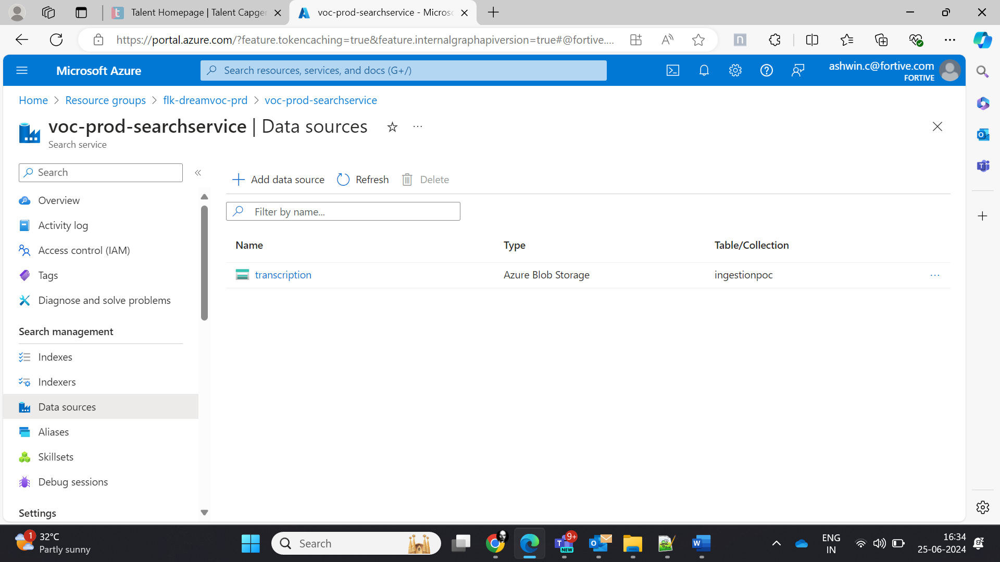 Talent Homepage | Talent Capger
voc-prod-searchservice - Microso
https://portal.azure.com/?feature.tokencaching=true&feature.internalgraphapiversion=true#@fortive....
Microsoft Azure
Search resources, services, and docs (G+/)
ashwin.c@fortive.com
FORTIVE
Home > Resource groups > flk-dreamvoc-prd > voc-prod-searchservice
voc-prod-searchservice | Data sources
Search service
Search
Overview
Activity log
Access control (IAM)
Tags
Diagnose and solve problems
Search management
Indexes
Indexers
Data sources
Aliases
Skillsets
Debug sessions
Settings
Add data source Refresh Delete
Filter by name...
Name Type Table/Collection
transcription Azure Blob Storage ingestionpoc
1
32°C
Partly sunny
Search
9+
NEW
ENG
IN
16:34
25-06-2024